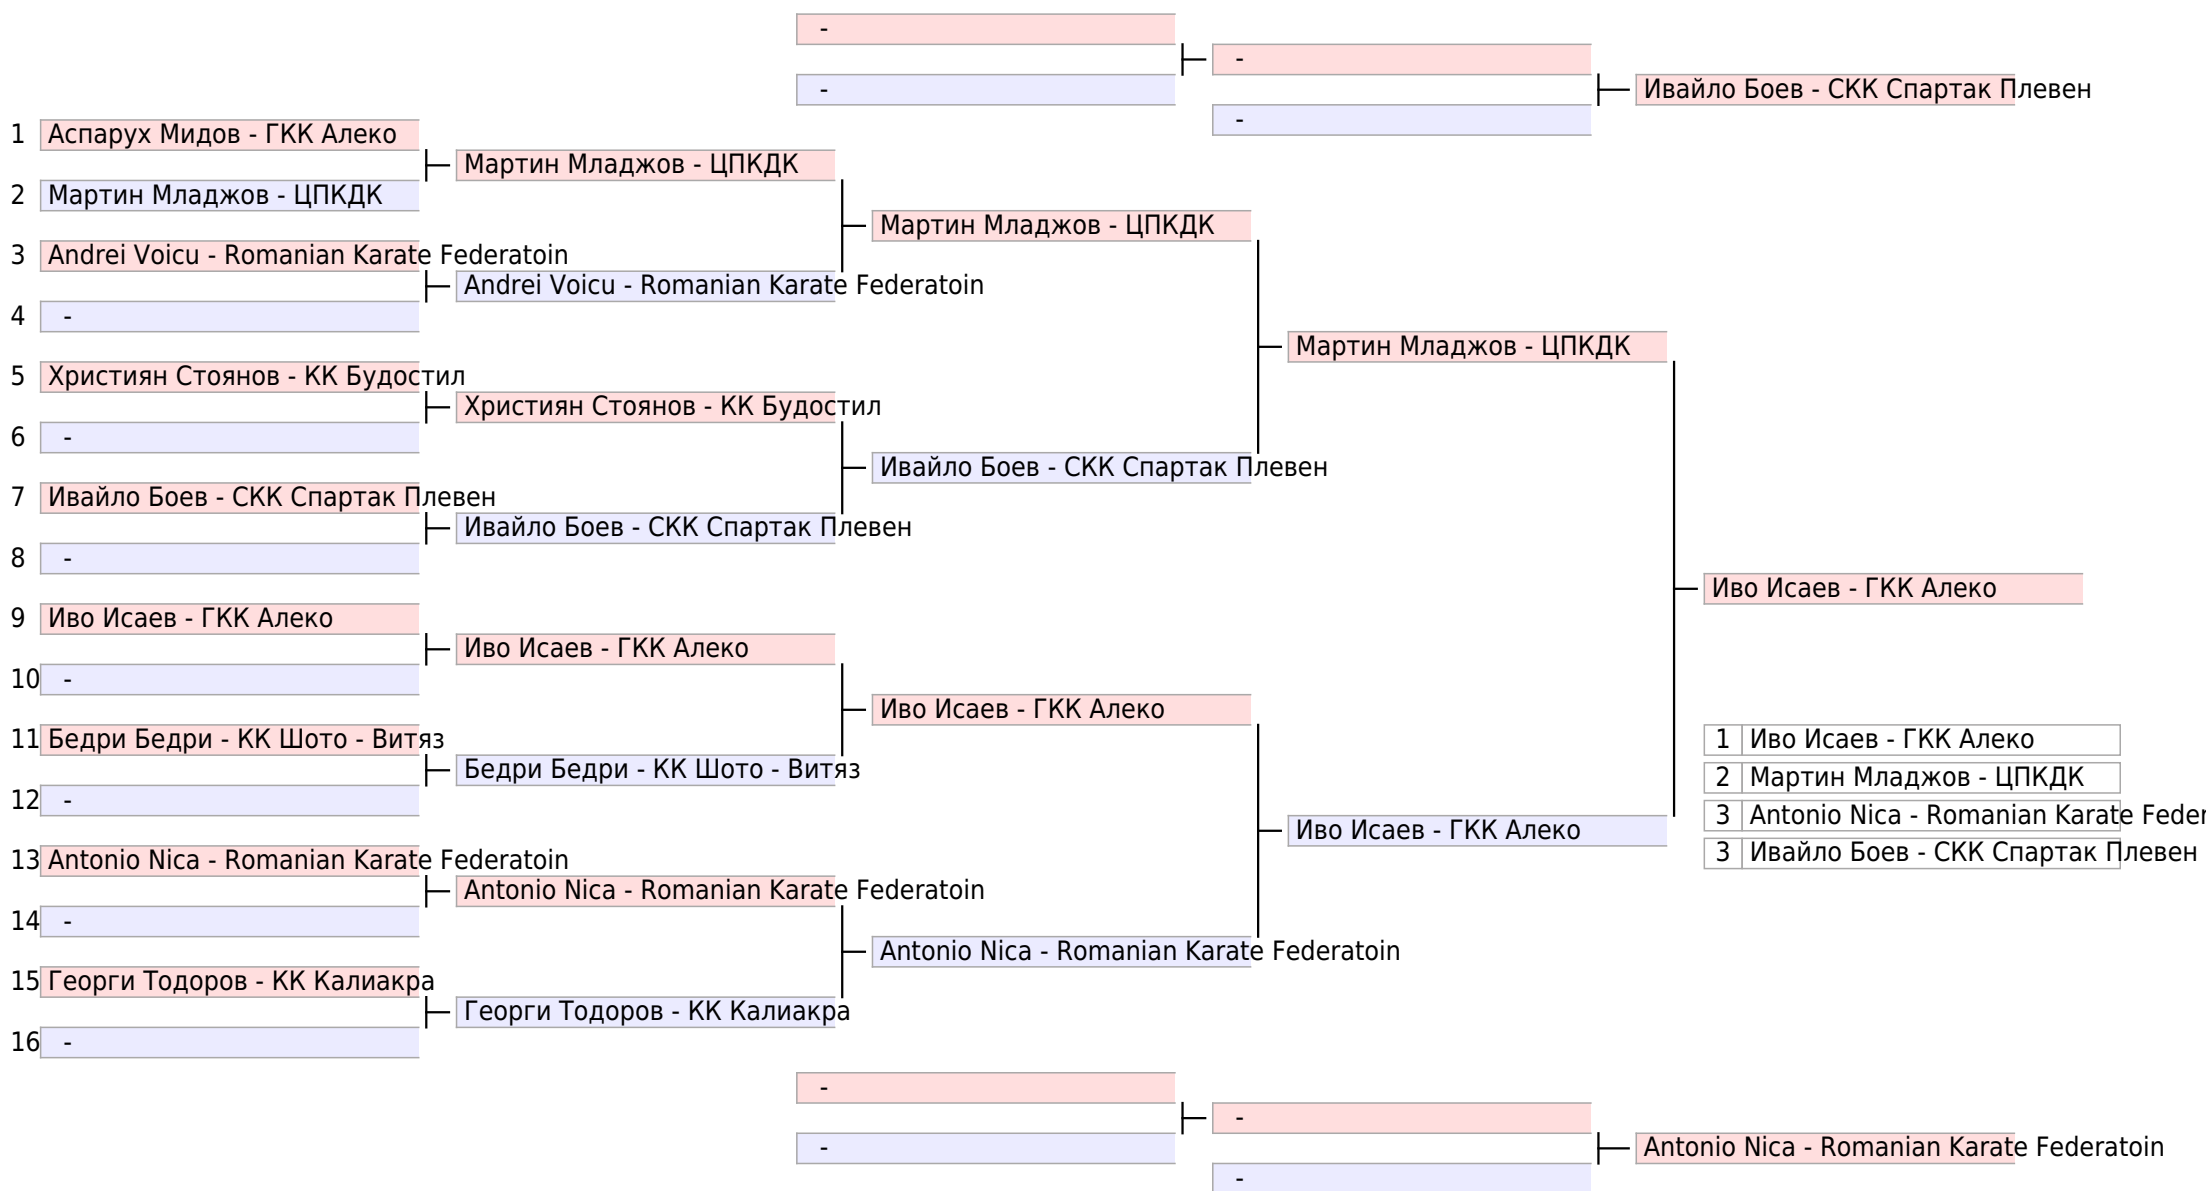 -
-
-
-
Ивайло Боев - СКК Спартак Плевен
1 Аспарух Мидов - ГКК Алеко
2 Мартин Младжов - ЦПКДК
3 Andrei Voicu - Romanian Karate Federatoin
4 -
5 Християн Стоянов - КК Будостил
6 -
7 Ивайло Боев - СКК Спартак Плевен
8 -
9 Иво Исаев - ГКК Алеко
10 -
11 Бедри Бедри - КК Шото - Витяз
12 -
13 Antonio Nica - Romanian Karate Federatoin
14 -
15 Георги Тодоров - КК Калиакра
16 -
Мартин Младжов - ЦПКДК
Andrei Voicu - Romanian Karate Federatoin
Християн Стоянов - КК Будостил
Ивайло Боев - СКК Спартак Плевен
Иво Исаев - ГКК Алеко
Бедри Бедри - КК Шото - Витяз
Antonio Nica - Romanian Karate Federatoin
Георги Тодоров - КК Калиакра
Мартин Младжов - ЦПКДК
Ивайло Боев - СКК Спартак Плевен
Иво Исаев - ГКК Алеко
Antonio Nica - Romanian Karate Federatoin
Мартин Младжов - ЦПКДК
Иво Исаев - ГКК Алеко
Иво Исаев - ГКК Алеко
1 Иво Исаев - ГКК Алеко
2 Мартин Младжов - ЦПКДК
3 Antonio Nica - Romanian Karate Feder
3 Ивайло Боев - СКК Спартак Плевен
-
-
-
-
Antonio Nica - Romanian Karate Federatoin